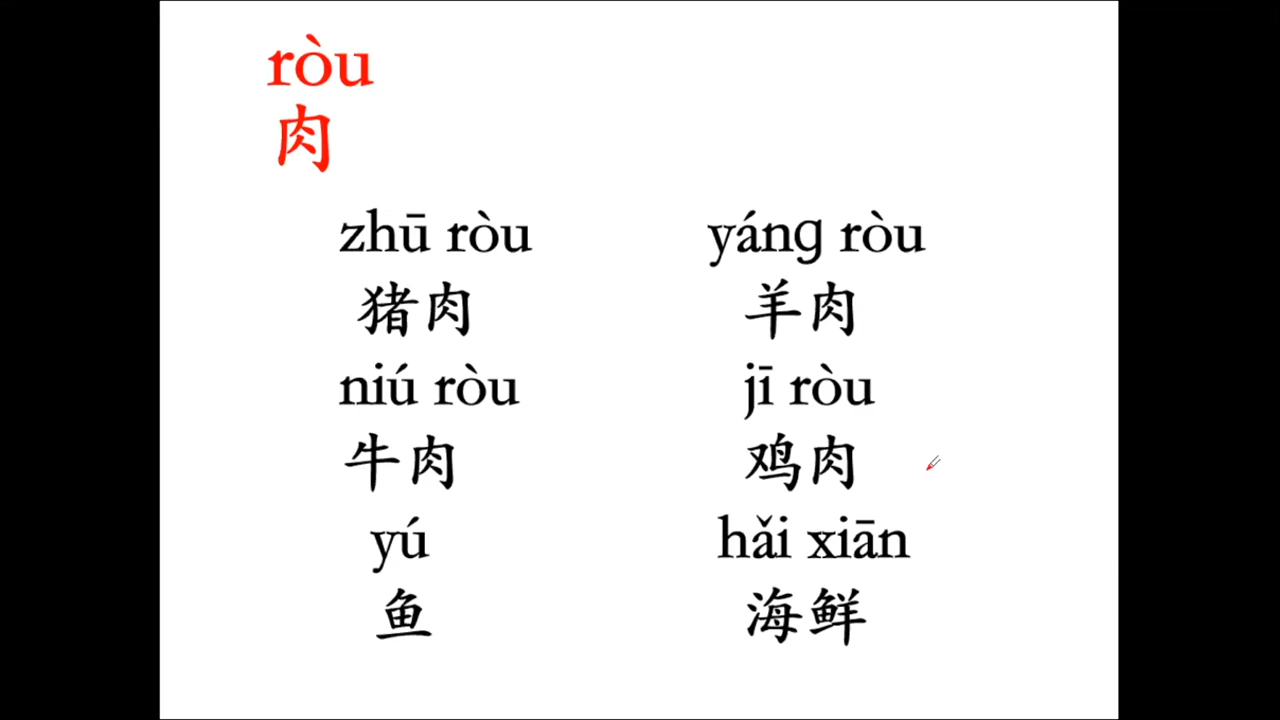 ròu
肉
zhū ròu yáng ròu
猪肉 羊肉
niú ròu jī ròu
牛肉 鸡肉
yú hǎi xiān
鱼 海鲜